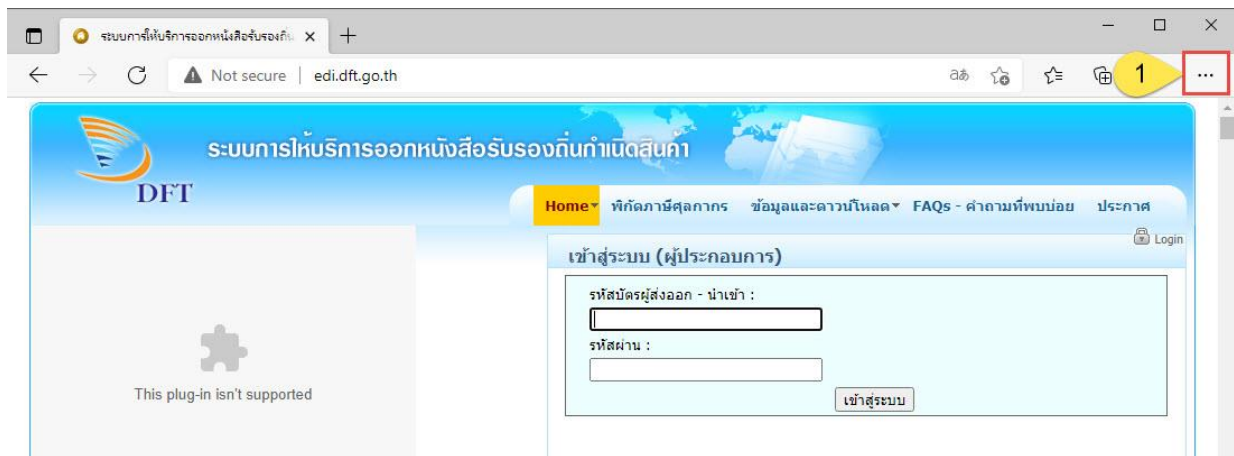 ระบบการให้บริการออกหนังสือรับรองถิ่น
Not secure | edi.dft.go.th
aあ
1
ระบบการให้บริการออกหนังสือรับรองถิ่นกำเนิดสินค้า
DFT
Home พิกัดภาษีศุลกากร ข้อมูลและดาวน์โหลด FAQs - คำถามที่พบบ่อย ประกาศ
Login
เข้าสู่ระบบ (ผู้ประกอบการ)
รหัสบัตรผู้ส่งออก - นำเข้า :
รหัสผ่าน :
เข้าสู่ระบบ
This plug-in isn't supported